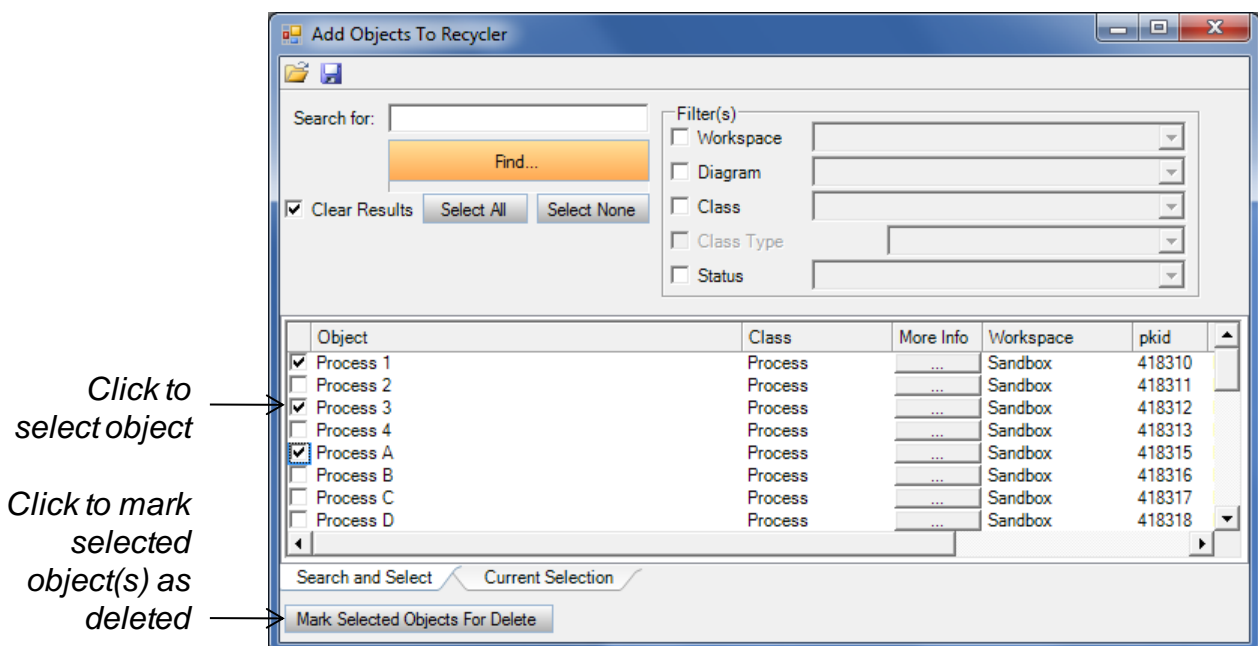 Add Objects To Recycler
Search for:
Find...
Clear Results Select All Select None
Filter(s)
Workspace
Diagram
Class
Class Type
Status
Object Class More Info Workspace pkid
Process 1 Process ... Sandbox 418310
Process 2 Process ... Sandbox 418311
Process 3 Process ... Sandbox 418312
Process 4 Process ... Sandbox 418313
Process A Process ... Sandbox 418315
Process B Process ... Sandbox 418316
Process C Process ... Sandbox 418317
Process D Process ... Sandbox 418318
Search and Select Current Selection
Mark Selected Objects For Delete
Click to
select object
Click to mark
selected
object(s) as
deleted